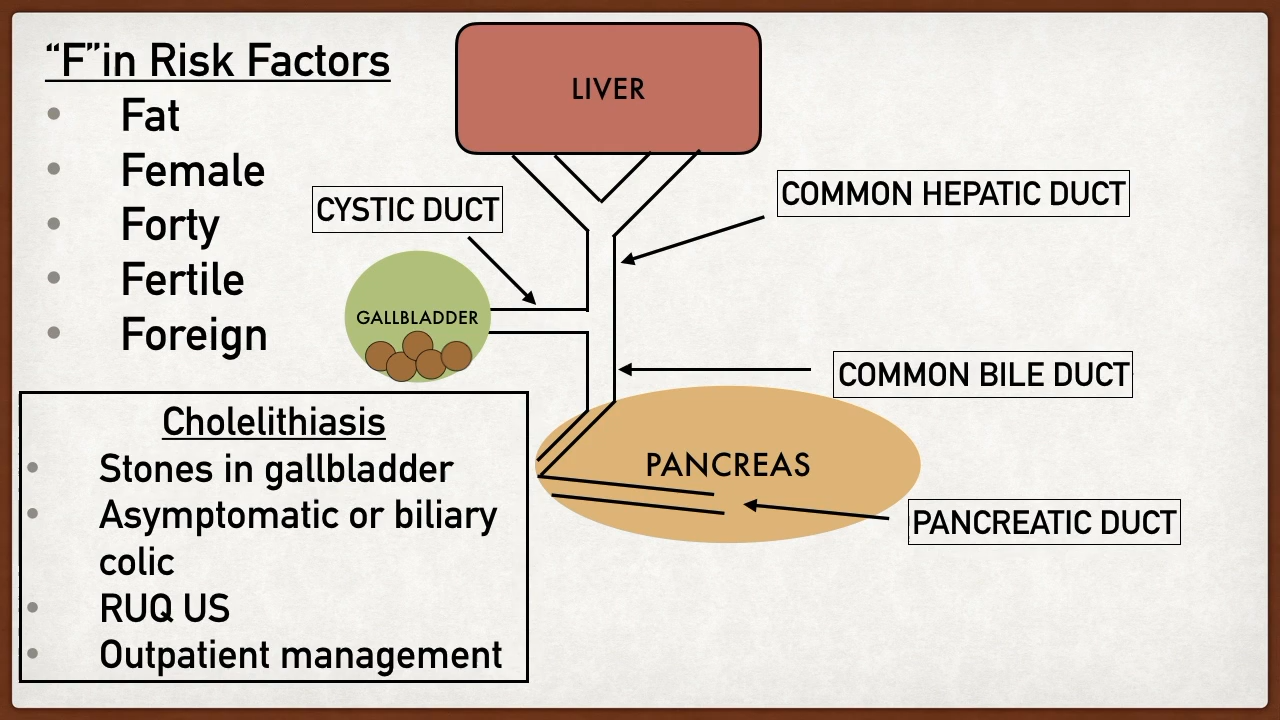 “F”in Risk Factors
• Fat
• Female
• Forty
• Fertile
• Foreign
LIVER
CYSTIC DUCT
COMMON HEPATIC DUCT
GALLBLADDER
COMMON BILE DUCT
PANCREAS
PANCREATIC DUCT
Cholelithiasis
• Stones in gallbladder
• Asymptomatic or biliary
colic
• RUQ US
• Outpatient management